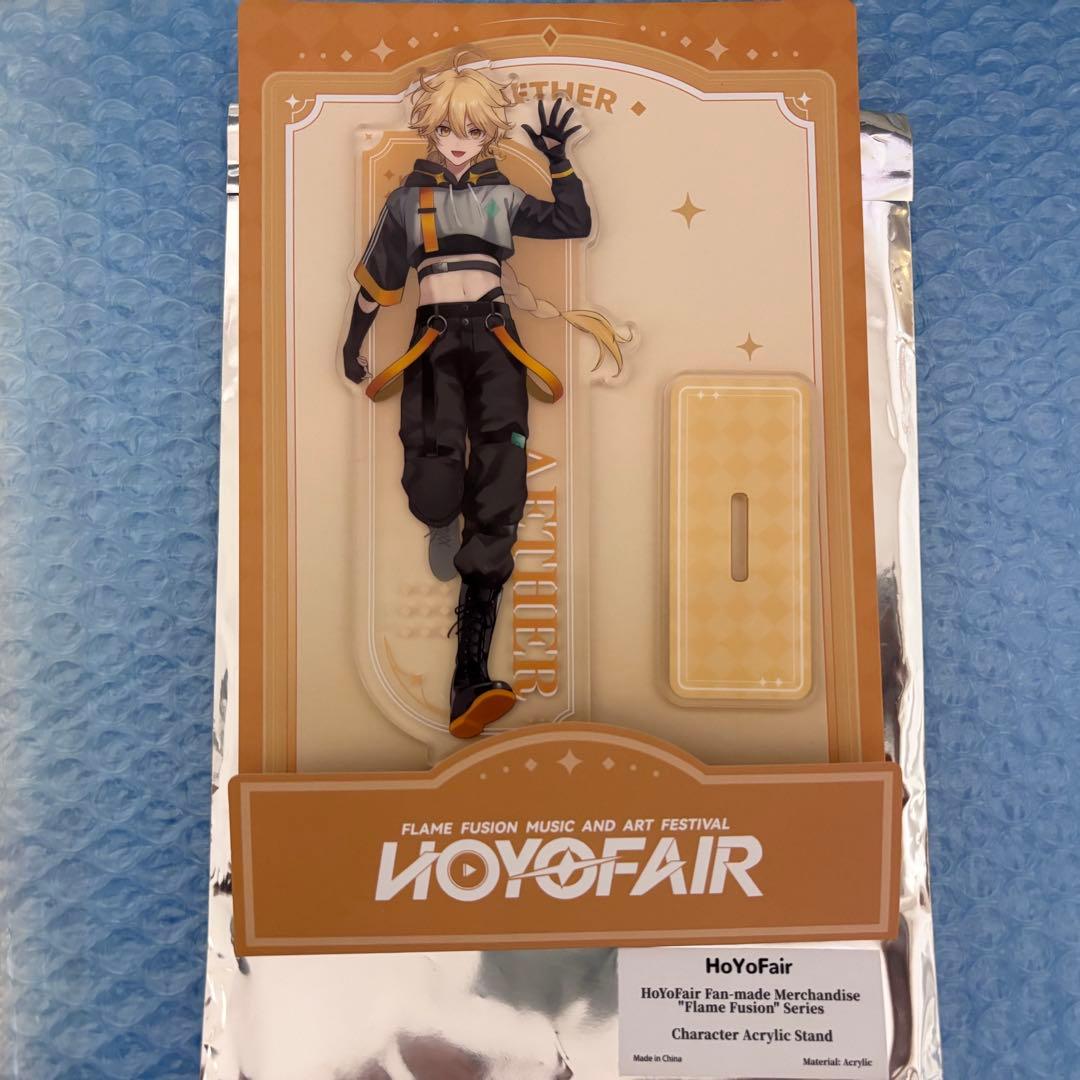 ETHER
AETHER
FLAME FUSION MUSIC AND ART FESTIVAL
HOYOFAIR
HoYoFair
HoYoFair Fan-made Merchandise
"Flame Fusion" Series
Character Acrylic Stand
Made in China
Material: Acrylic